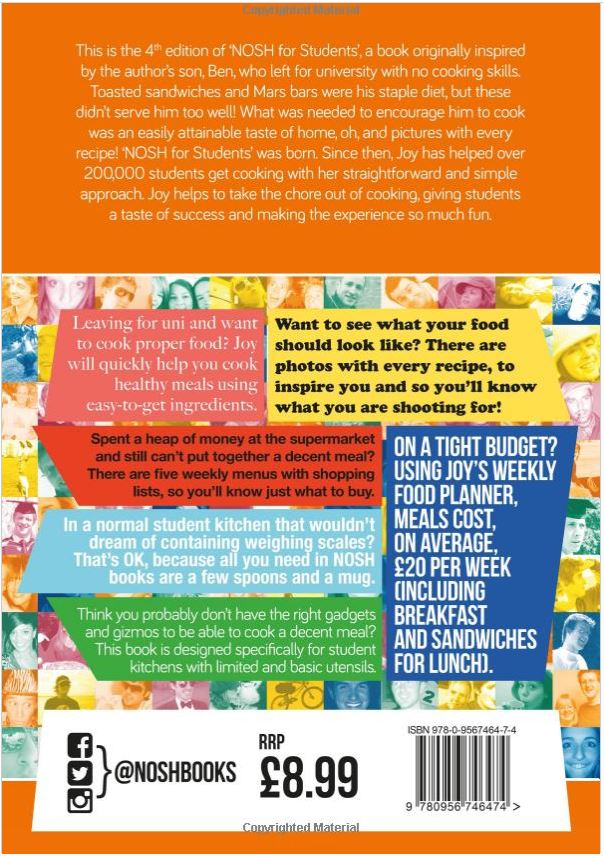 Copyrighted Material
This is the 4th edition of ‘NOSH for Students’, a book originally inspired
by the author's son, Ben, who left for university with no cooking skills.
Toasted sandwiches and Mars bars were his staple diet, but these
didn't serve him too well! What was needed to encourage him to cook
was an easily attainable taste of home, oh, and pictures with every
recipe! ‘NOSH for Students’ was born. Since then, Joy has helped over
200,000 students get cooking with her straightforward and simple
approach. Joy helps to take the chore out of cooking, giving students
a taste of success and making the experience so much fun.
Leaving for uni and want
to cook proper food? Joy
will quickly help you cook
healthy meals using
easy-to-get ingredients.
Want to see what your food
should look like? There are
photos with every recipe, to
inspire you and so you'll know
what you are shooting for!
Spent a heap of money at the supermarket
and still can't put together a decent meal?
There are five weekly menus with shopping
lists, so you'll know just what to buy.
ON A TIGHT BUDGET?
USING JOY'S WEEKLY
FOOD PLANNER,
MEALS COST,
ON AVERAGE,
£20 PER WEEK
(INCLUDING
BREAKFAST
AND SANDWICHES
FOR LUNCH).
In a normal student kitchen that wouldn't
dream of containing weighing scales?
That's OK, because all you need in NOSH
books are a few spoons and a mug.
Think you probably don't have the right gadgets
and gizmos to be able to cook a decent meal?
This book is designed specifically for student
kitchens with limited and basic utensils.
@NOSHBOOKS
RRP
£8.99
ISBN 978-0-9567464-7-4
9 780956 746474 >
Copyrighted Material